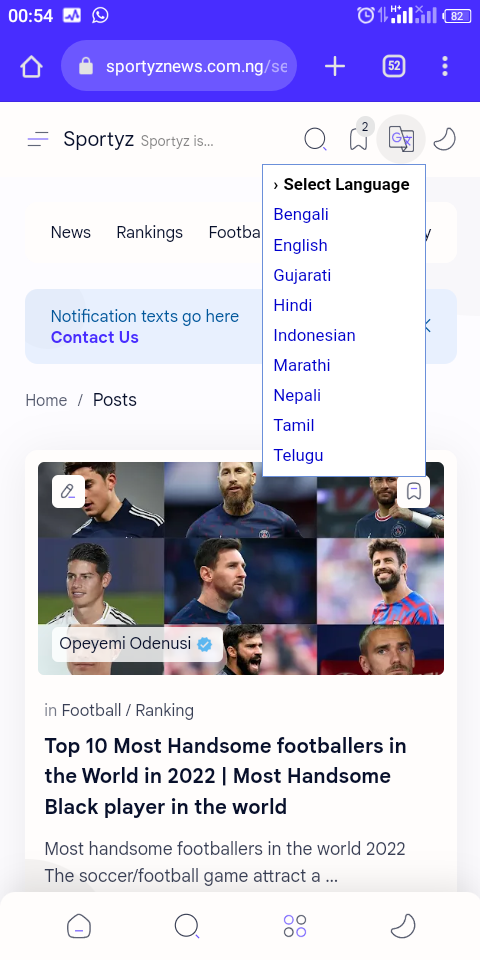 00:54
H+
82
sportyznews.com.ng/se
52
Sportyz Sportyz is...
2
› Select Language
Bengali
English
Gujarati
Hindi
Indonesian
Marathi
Nepali
Tamil
Telugu
News Rankings Footba y
Notification texts go here
Contact Us
Home / Posts
Opeyemi Odenusi
in Football / Ranking
Top 10 Most Handsome footballers in
the World in 2022 | Most Handsome
Black player in the world
Most handsome footballers in the world 2022
The soccer/football game attract a ...